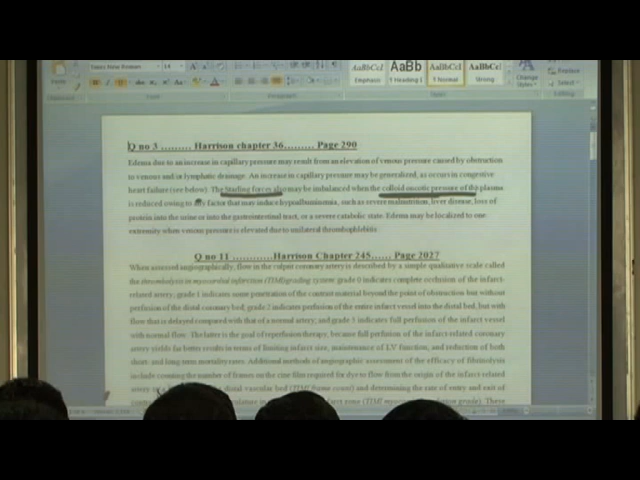 Times New Roman
14
AaBbCcI
AaBb
AaBbCcI
AaBbCcI
Emphasis
¶ Heading 1
¶ Normal
Strong
Change
Styles
Replace
Select
Q no 3 ......... Harrison chapter 36......... Page 290
Edema due to an increase in capillary pressure may result from an elevation of venous pressure caused by obstruction
to venous and/or lymphatic drainage. An increase in capillary pressure may be generalized, as occurs in congestive
heart failure (see below). The Starling forces also may be imbalanced when the colloid oncotic pressure of the plasma
is reduced owing to any factor that may induce hypoalbuminemia, such as severe malnutrition, liver disease, loss of
protein into the urine or into the gastrointestinal tract, or a severe catabolic state. Edema may be localized to one
extremity when venous pressure is elevated due to unilateral thrombophlebitis
Q no 11 ............Harrison Chapter 245...... Page 2027
When assessed angiographically, flow in the culprit coronary artery is described by a simple qualitative scale called
the thrombolysis in myocardial infarction (TIMI) grading system: grade 0 indicates complete occlusion of the infarct-
related artery; grade 1 indicates some penetration of the contrast material beyond the point of obstruction but without
perfusion of the distal coronary bed; grade 2 indicates perfusion of the entire infarct vessel into the distal bed, but with
flow that is delayed compared with that of a normal artery; and grade 3 indicates full perfusion of the infarct vessel
with normal flow. The latter is the goal of reperfusion therapy, because full perfusion of the infarct-related coronary
artery yields far better results in terms of limiting infarct size, maintenance of LV function, and reduction of both
short- and long-term mortality rates. Additional methods of angiographic assessment of the efficacy of fibrinolysis
include counting the number of frames on the cine film required for dye to flow from the origin of the infarct-related
artery to a distal vascular bed (TIMI frame count) and determining the rate of entry and exit of
infarct zone (TIMI myocardial grade). These